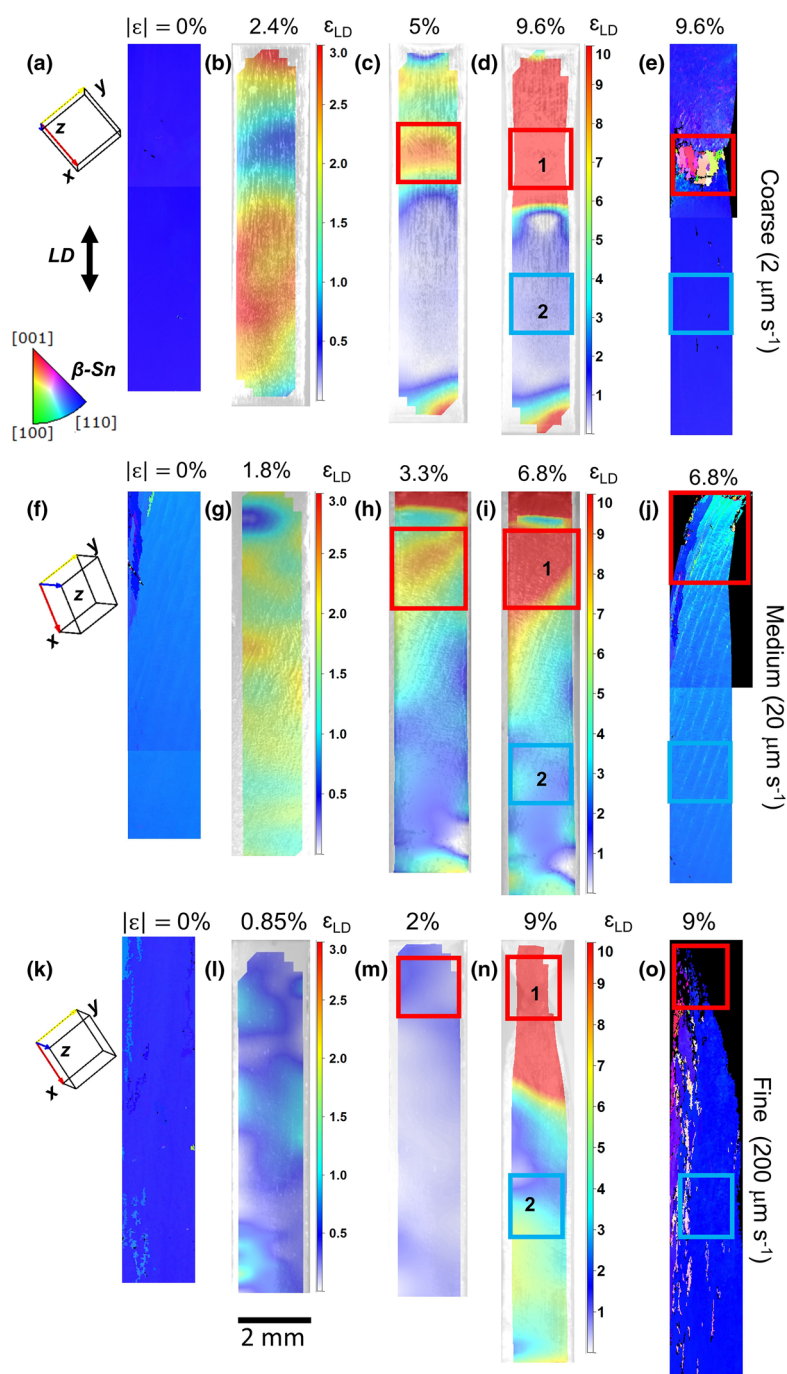 |ε| = 0% 2.4% ε_LD 5% 9.6% ε_LD 9.6%
(a) (b) (c) (d) (e)
3.0 10
y 9
z 2.5
x 8
2.0 7
1
6
LD 1.5
5
4
[001] 1.0
2 3
β-Sn
2
0.5
[100] [110] 1
Coarse (2 μm s⁻¹)
|ε| = 0% 1.8% ε_LD 3.3% 6.8% ε_LD 6.8%
(f) (g) (h) (i) (j)
3.0 10
y 9
z 2.5 1
x 8
2.0 7
6
1.5
5
4
1.0
2 3
2
0.5
1
Medium (20 μm s⁻¹)
|ε| = 0% 0.85% 2% 9% ε_LD 9%
(k) (l) (m) (n) (o)
3.0 10
1
y 9
z 2.5
x 8
2.0 7
6
1.5
5
2 4
1.0
3
2
0.5
1
Fine (200 μm s⁻¹)
2 mm